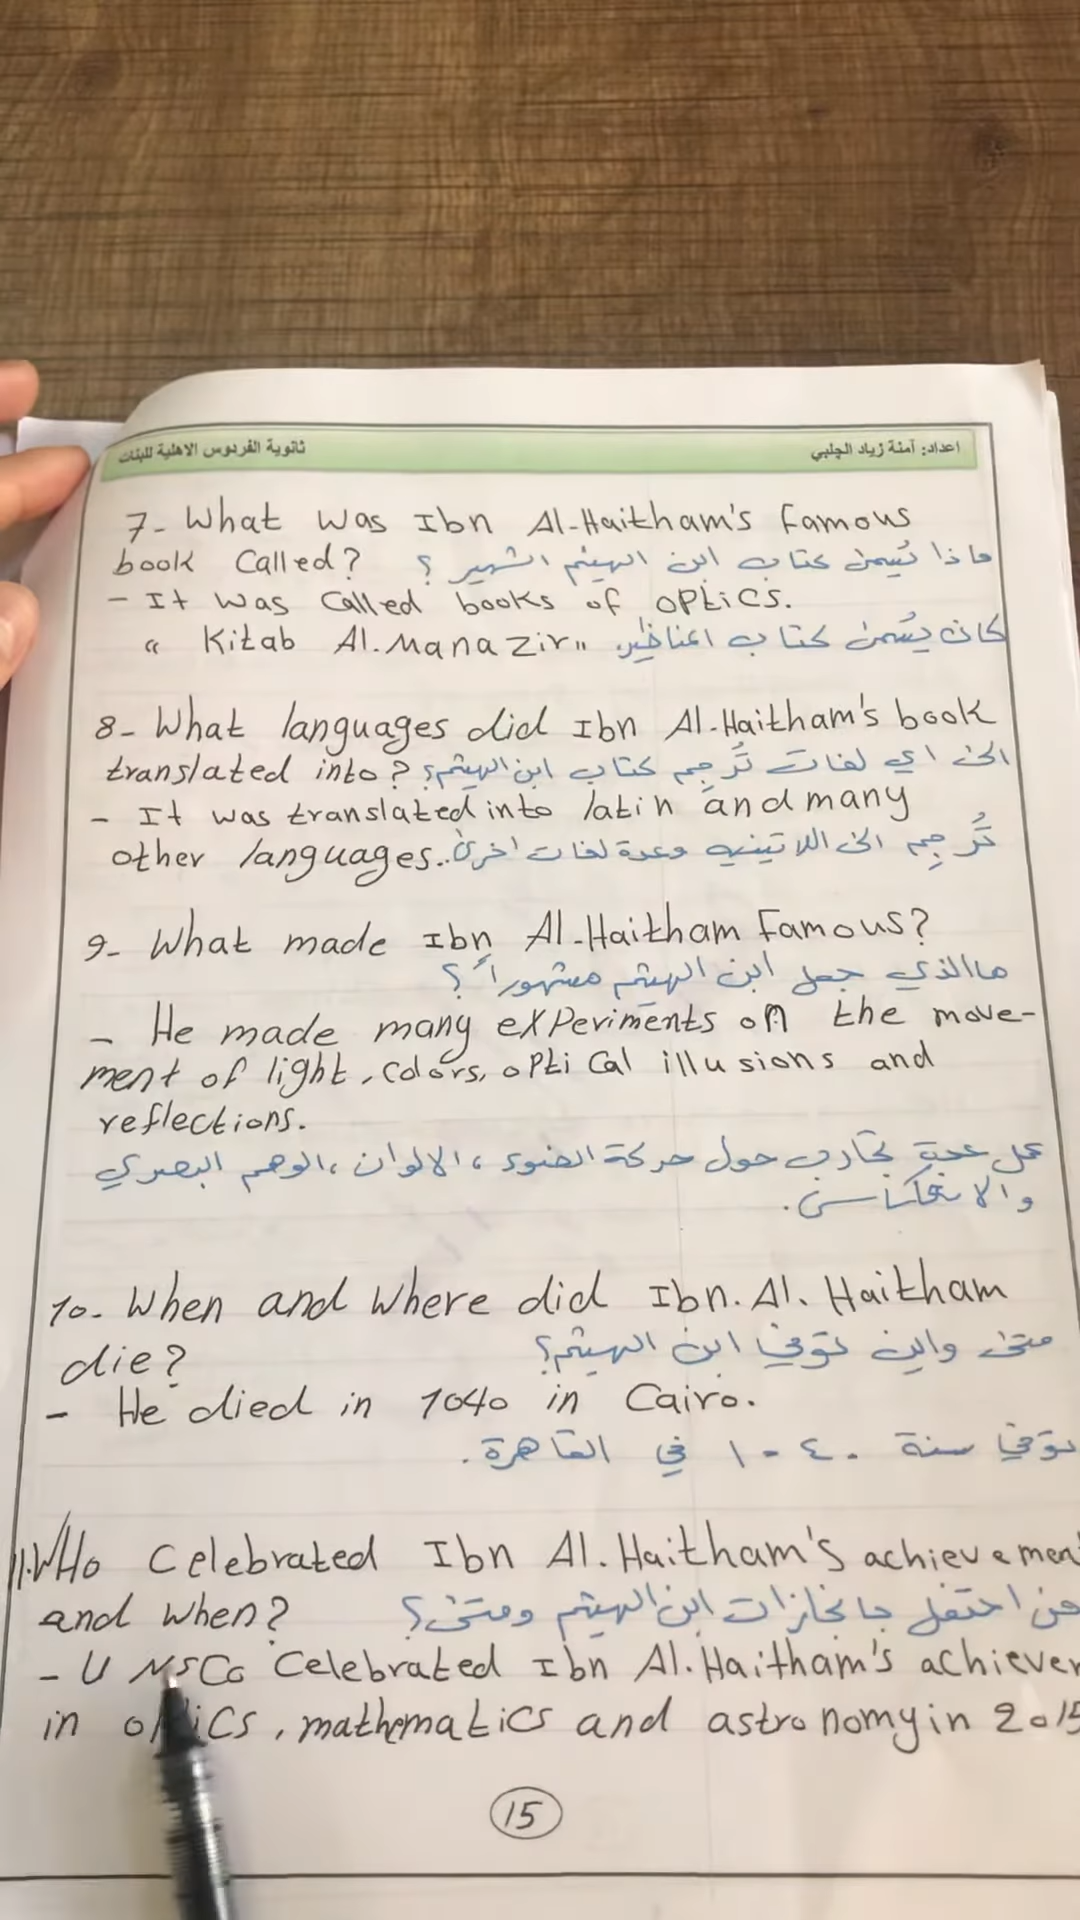 ثانوية الفردوس الاهلية للبنات
اعداد: آمنة زياد الچلبي
7- What was Ibn Al-Haitham's famous
book Called? ماذا يُسمى كتاب ابن الهيثم الشهير؟
- It was Called books of optics.
" Kitab Al.Manazir" كان يُسمى كتاب المناظير.
8- What languages did Ibn Al-Haitham's book
translated into? الى اي لغات تُرجم كتاب ابن الهيثم؟
- It was translated into latin and many
other languages. تُرجِم الى اللاتينيه وعدة لغات اخرى..
9- What made Ibn Al-Haitham Famous?
ماالذي جعل ابن الهيثم مشهوراً؟
- He made many experiments on the move-
ment of light, colors, optical illusions and
reflections.
عمل عدة تجارب حول حركة الضوء، الالوان، الوهم البصري
والانعكاس.
10- When and where did Ibn. Al. Haitham
die? متى واين توفي ابن الهيثم؟
- He died in 1040 in Cairo.
توفي سنة ١٠٤٠ في القاهرة.
11. WHo Celebrated Ibn Al. Haitham's achievemen
and when? من احتفل بانجازات ابن الهيثم ومتى؟
- UNSCo Celebrated Ibn Al. Haitham's achieve
in optics, mathematics and astronomy in 2015
15